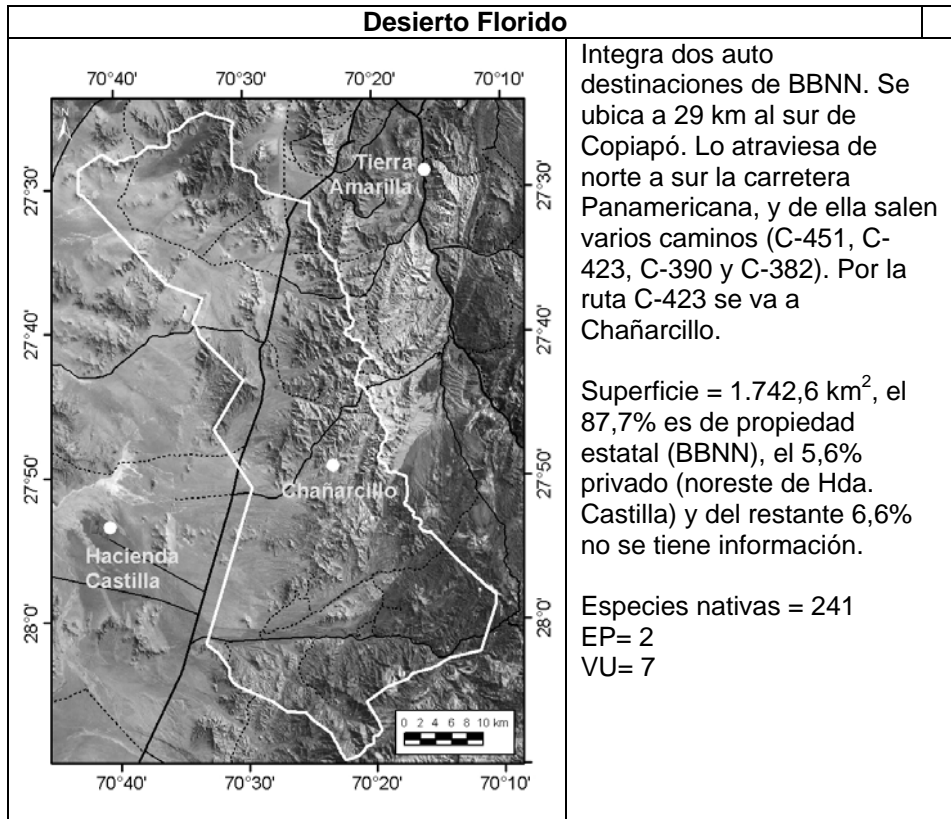 Desierto Florido
70°40' 70°30' 70°20' 70°10'
N
Tierra
Amarilla
27°30' 27°30'
27°40' 27°40'
27°50' 27°50'
Chañarcillo
Hacienda
Castilla
28°0' 28°0'
0 2 4 6 8 10 km
70°40' 70°30' 70°20' 70°10'
Integra dos auto
destinaciones de BBNN. Se
ubica a 29 km al sur de
Copiapó. Lo atraviesa de
norte a sur la carretera
Panamericana, y de ella salen
varios caminos (C-451, C-
423, C-390 y C-382). Por la
ruta C-423 se va a
Chañarcillo.
Superficie = 1.742,6 km², el
87,7% es de propiedad
estatal (BBNN), el 5,6%
privado (noreste de Hda.
Castilla) y del restante 6,6%
no se tiene información.
Especies nativas = 241
EP= 2
VU= 7